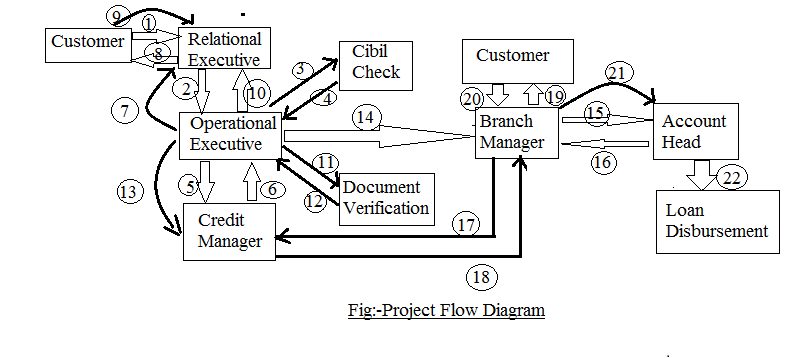 9
1
Customer
8
Relational
Executive
3
Cibil
Check
4
2
10
7
Operational
Executive
14
Customer
20
19
21
Branch
Manager
15
16
Account
Head
11
12
Document
Verification
13
5
6
Credit
Manager
17
18
22
Loan
Disbursement
Fig:-Project Flow Diagram